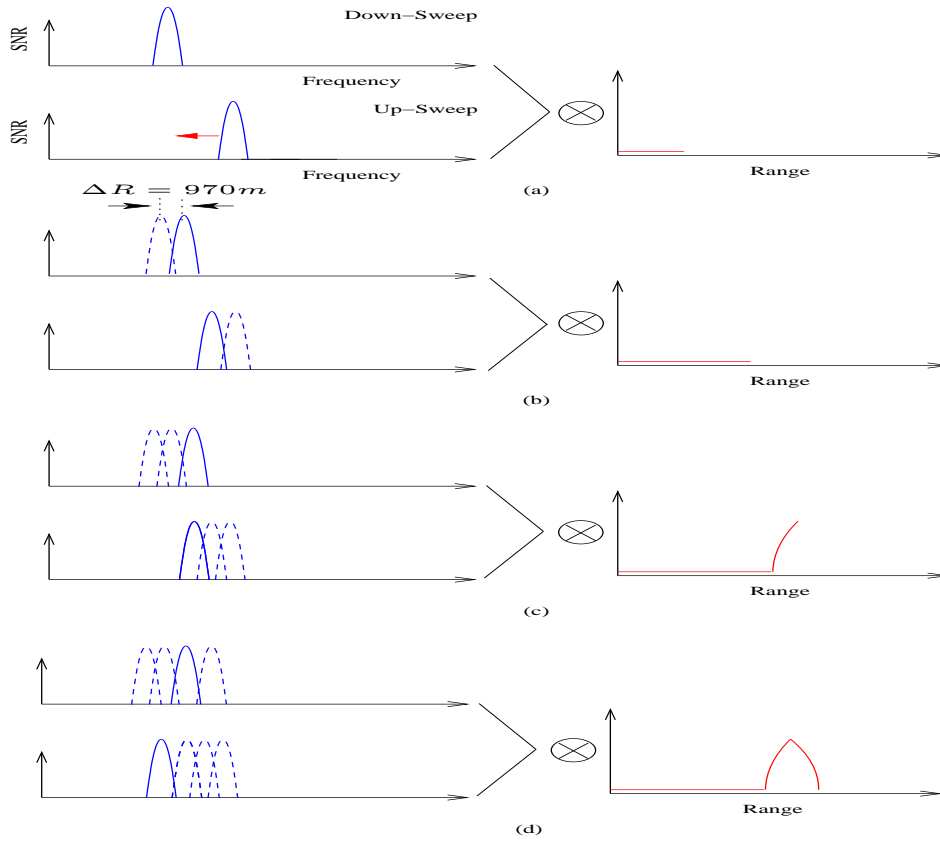 SNR
Down-Sweep
Frequency
SNR
Up-Sweep
Frequency
Range
(a)
ΔR = 970m
Range
(b)
Range
(c)
Range
(d)